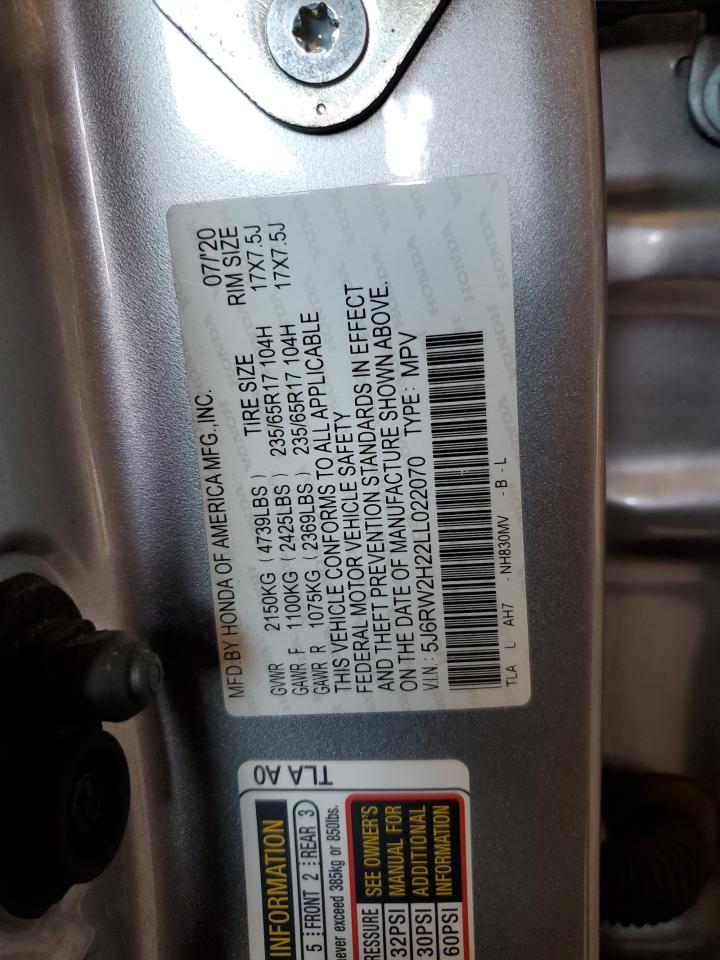 MFD.BY HONDA OF AMERICA MFG.,INC. 07/'20
TIRE SIZE RIM SIZE
GVWR 2150KG ( 4739LBS )
GAWR F 1100KG ( 2425LBS ) 235/65R17 104H 17X7.5J
GAWR R 1075KG ( 2369LBS ) 235/65R17 104H 17X7.5J
THIS VEHICLE CONFORMS TO ALL APPLICABLE
FEDERAL MOTOR VEHICLE SAFETY
AND THEFT PREVENTION STANDARDS IN EFFECT
ON THE DATE OF MANUFACTURE SHOWN ABOVE.
V.I.N : 5J6RW2H22LL022070 TYPE : MPV
TLA L AH7 - NH830MV - B - L
TLA A0
INFORMATION
5 FRONT 2 REAR 3
never exceed 385kg or 850lbs.
RESSURE SEE OWNER'S
32PSI MANUAL FOR
30PSI ADDITIONAL
60PSI INFORMATION